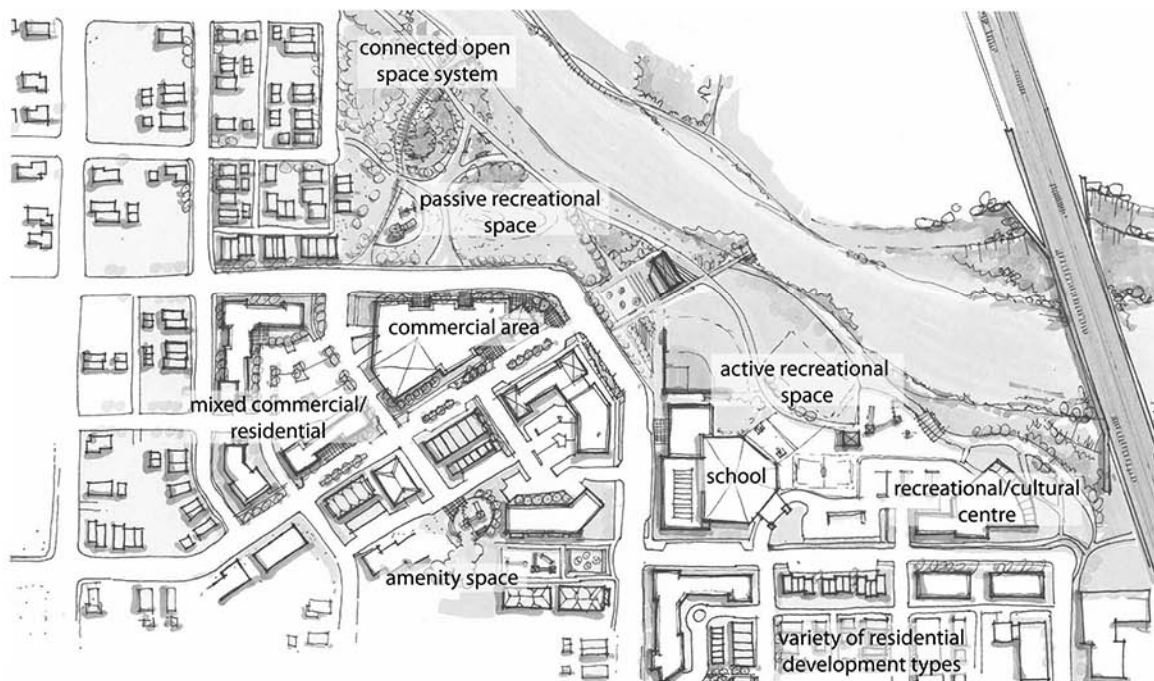 connected open
space system
passive recreational
space
commercial area
active recreational
space
mixed commercial/
residential
school
recreational/cultural
centre
amenity space
variety of residential
development types